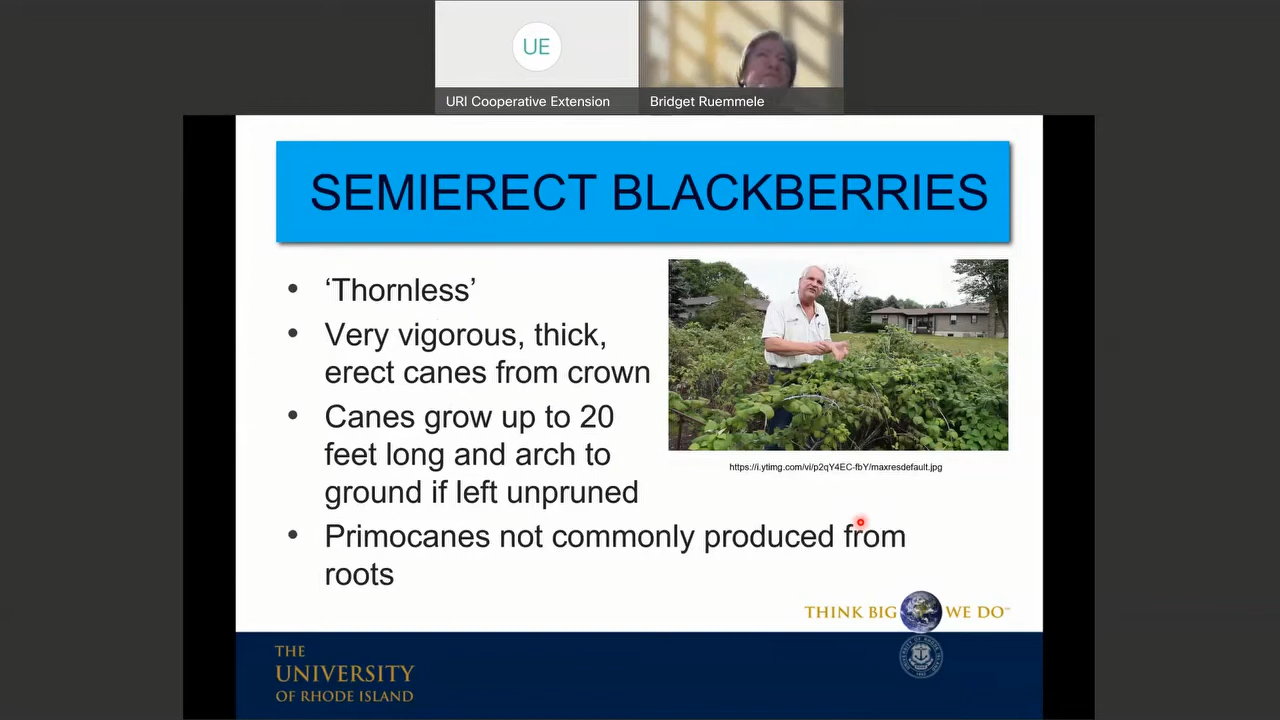 UE
URI Cooperative Extension
Bridget Ruemmele
SEMIERECT BLACKBERRIES
• ‘Thornless’
• Very vigorous, thick,
erect canes from crown
• Canes grow up to 20
feet long and arch to
ground if left unpruned
• Primocanes not commonly produced from
roots
https://i.ytimg.com/vi/p2qY4EC-fbY/maxresdefault.jpg
THINK BIG WE DO™
THE
UNIVERSITY
OF RHODE ISLAND